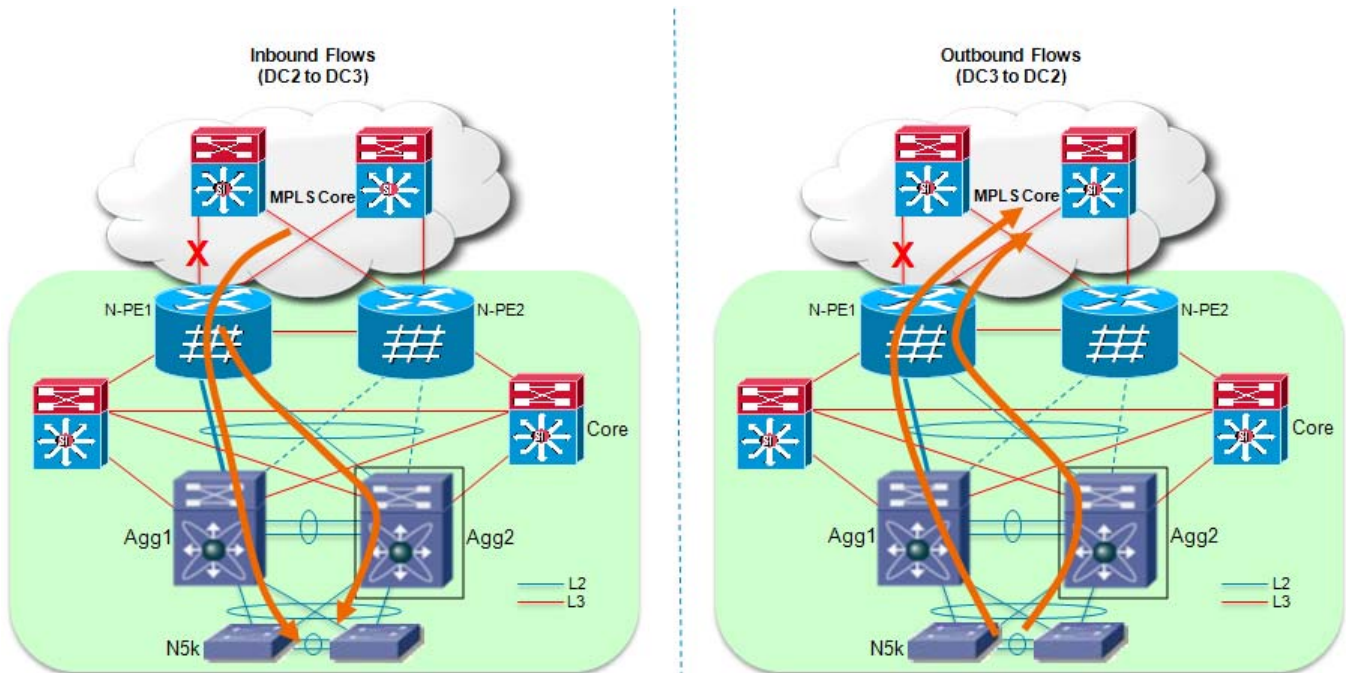 Inbound Flows
(DC2 to DC3)
MPLS Core
X
N-PE1
N-PE2
Core
Agg1
Agg2
L2
L3
N5k
Outbound Flows
(DC3 to DC2)
MPLS Core
X
N-PE1
N-PE2
Core
Agg1
Agg2
L2
L3
N5k